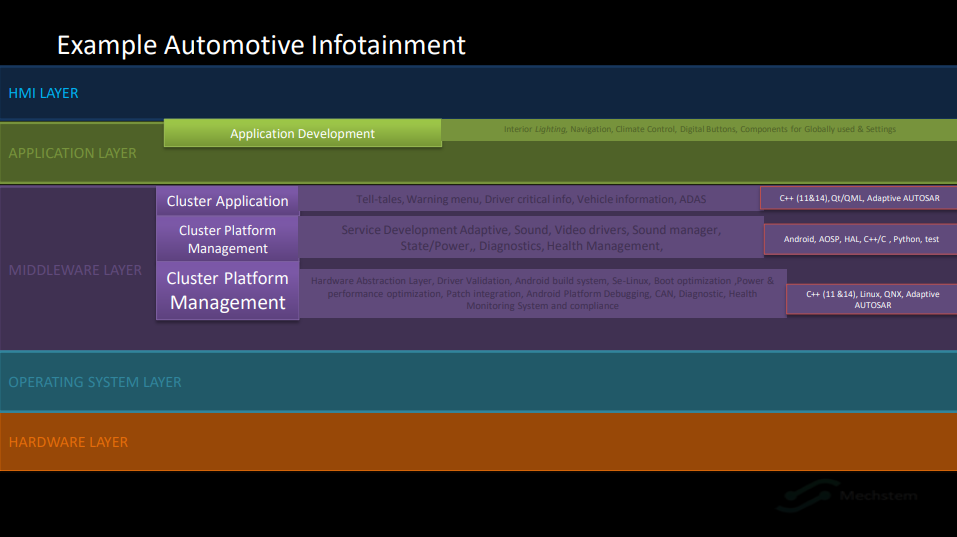 Example Automotive Infotainment
HMI LAYER
Application Development
Interior Lighting, Navigation, Climate Control, Digital Buttons, Components for Globally used & Settings
APPLICATION LAYER
Cluster Application
Tell-tales, Warning menu, Driver critical info, Vehicle information, ADAS
C++ (11&14), Qt/QML, Adaptive AUTOSAR
Cluster Platform
Management
Service Development Adaptive, Sound, Video drivers, Sound manager,
State/Power,, Diagnostics, Health Management,
Android, AOSP, HAL, C++/C , Python, test
MIDDLEWARE LAYER
Cluster Platform
Management
Hardware Abstraction Layer, Driver Validation, Android build system, Se-Linux, Boot optimization ,Power &
performance optimization, Patch integration, Android Platform Debugging, CAN, Diagnostic, Health
Monitoring System and compliance
C++ (11 &14), Linux, QNX, Adaptive
AUTOSAR
OPERATING SYSTEM LAYER
HARDWARE LAYER
Mechstem